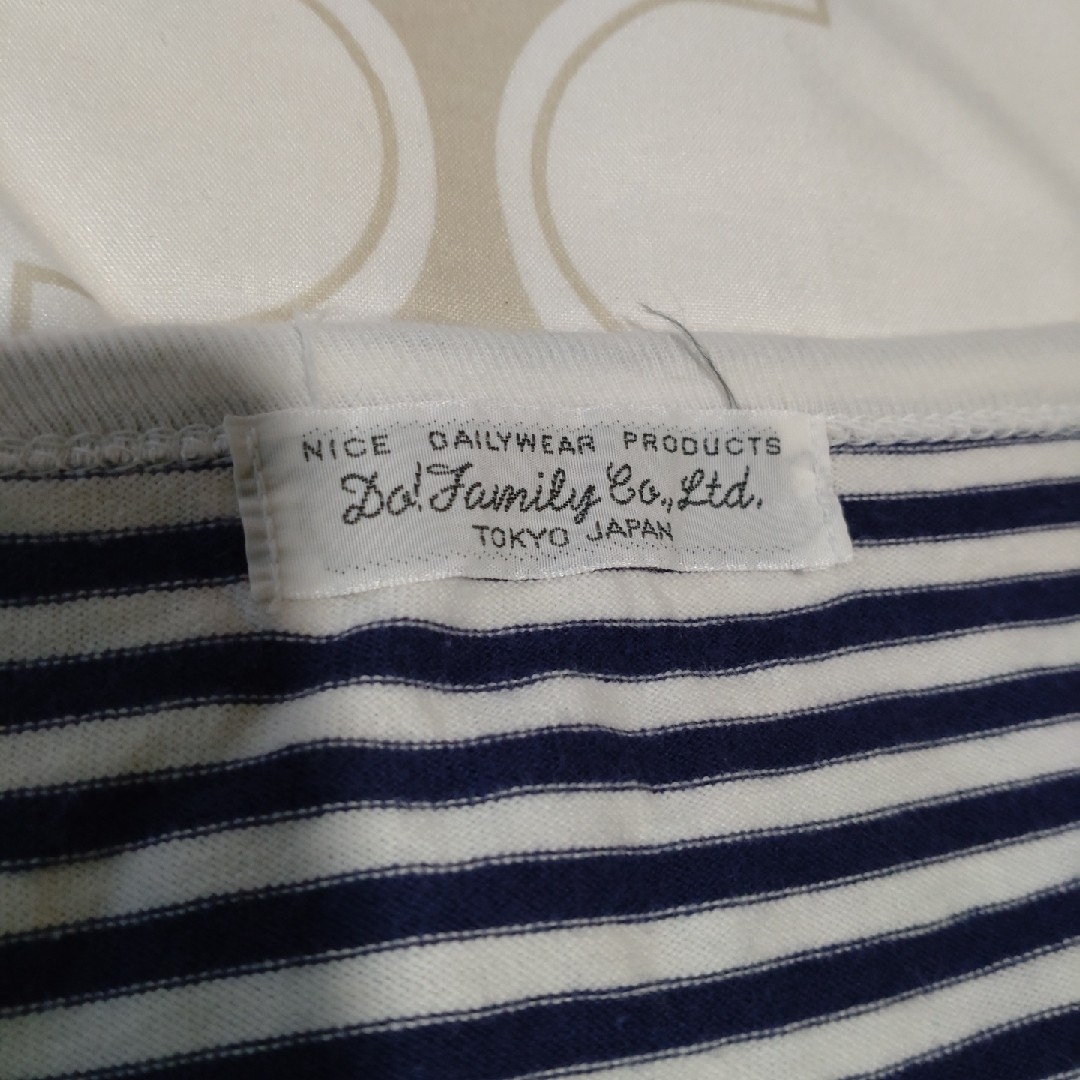 NICE DAILYWEAR PRODUCTS
Do! Family Co., Ltd.
TOKYO JAPAN